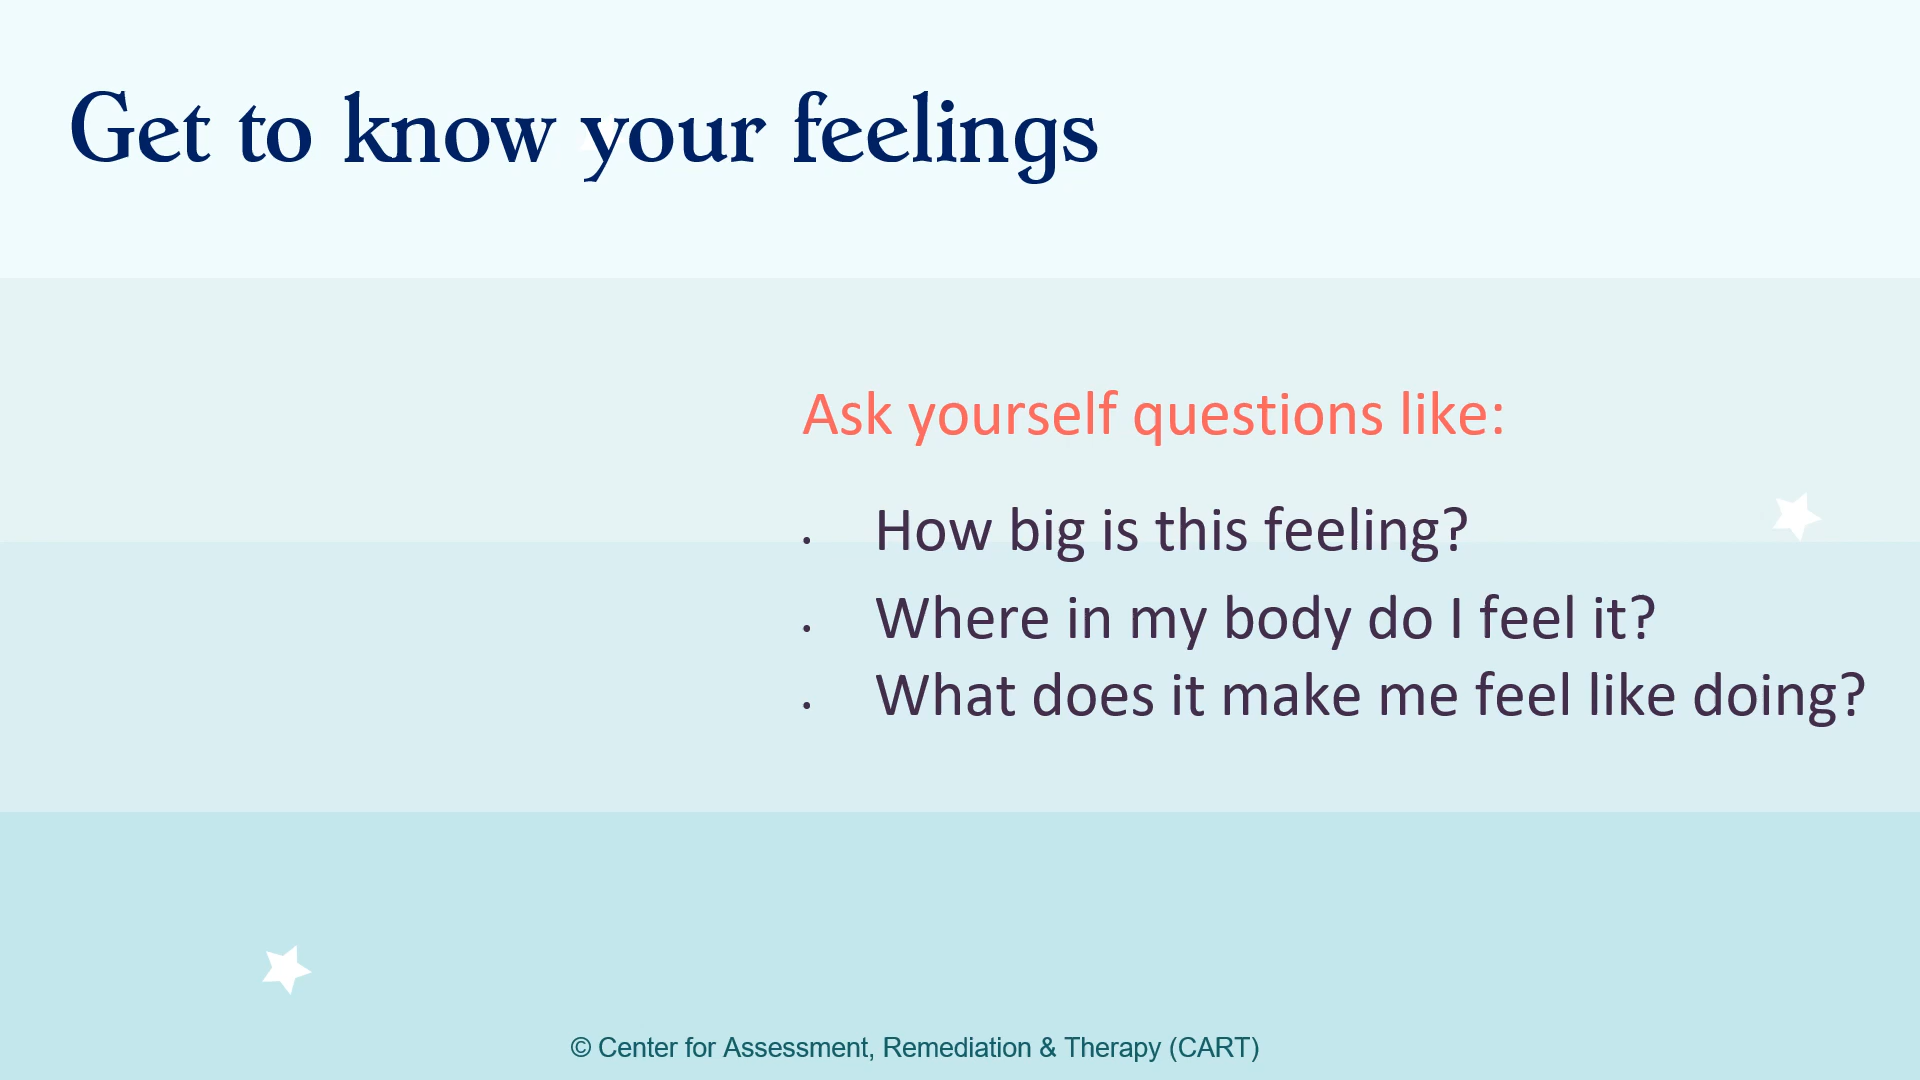 Get to know your feelings
Ask yourself questions like:
• How big is this feeling?
• Where in my body do I feel it?
• What does it make me feel like doing?
© Center for Assessment, Remediation & Therapy (CART)